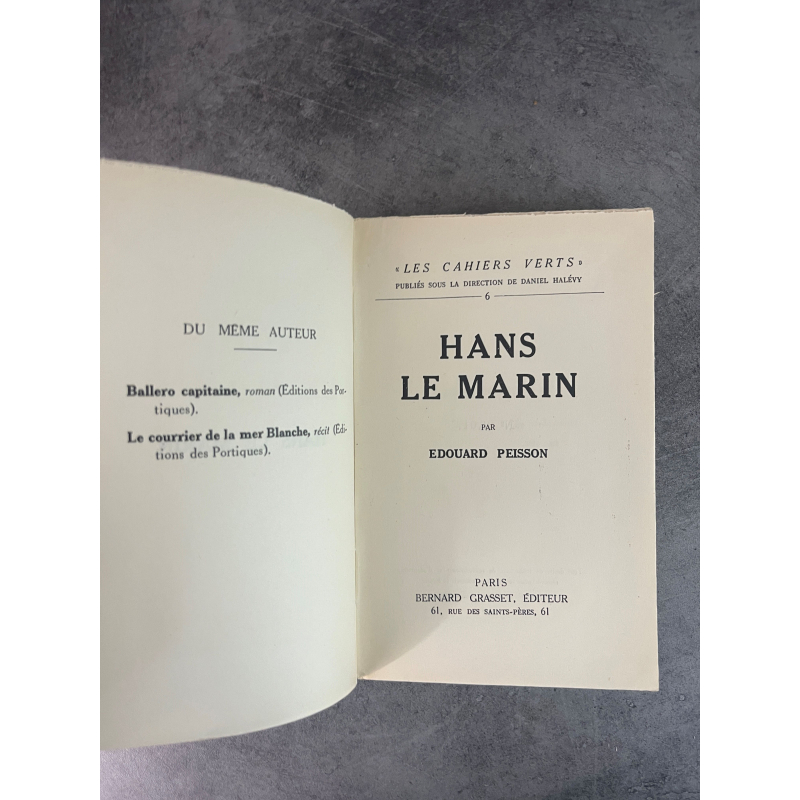 DU MÊME AUTEUR
Ballero capitaine, roman (Éditions des Por-
tiques).
Le courrier de la mer Blanche, récit (Édi-
tions des Portiques).
« LES CAHIERS VERTS »
PUBLIÉS SOUS LA DIRECTION DE DANIEL HALÉVY
6
HANS
LE MARIN
PAR
EDOUARD PEISSON
PARIS
BERNARD GRASSET, ÉDITEUR
61, RUE DES SAINTS-PÈRES, 61